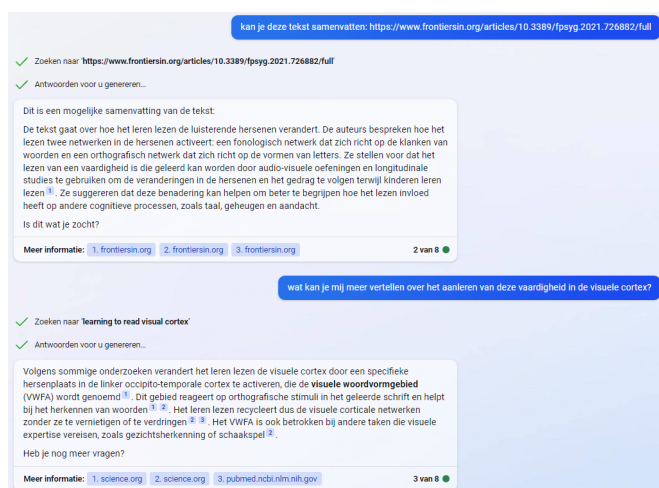 kan je deze tekst samenvatten: https://www.frontiersin.org/articles/10.3389/fpsyg.2021.726882/full
Zoeken naar 'https://www.frontiersin.org/articles/10.3389/fpsyg.2021.726882/full'
Antwoorden voor u genereren...
Dit is een mogelijke samenvatting van de tekst:
De tekst gaat over hoe het leren lezen de luisterende hersenen verandert. De auteurs bespreken hoe het
lezen twee netwerken in de hersenen activeert: een fonologisch netwerk dat zich richt op de klanken van
woorden en een orthografisch netwerk dat zich richt op de vormen van letters. Ze stellen voor dat het
lezen van een vaardigheid is die geleerd kan worden door audio-visuele oefeningen en longitudinale
studies te gebruiken om de veranderingen in de hersenen en het gedrag te volgen terwijl kinderen leren
lezen 1. Ze suggereren dat deze benadering kan helpen om beter te begrijpen hoe het lezen invloed
heeft op andere cognitieve processen, zoals taal, geheugen en aandacht.
Is dit wat je zocht?
Meer informatie: 1. frontiersin.org 2. frontiersin.org 3. frontiersin.org 2 van 8
wat kan je mij meer vertellen over het aanleren van deze vaardigheid in de visuele cortex?
Zoeken naar 'learning to read visual cortex'
Antwoorden voor u genereren...
Volgens sommige onderzoeken verandert het leren lezen de visuele cortex door een specifieke
hersenplaats in de linker occipito-temporale cortex te activeren, die de visuele woordvormgebied
(VWFA) wordt genoemd 1. Dit gebied reageert op orthografische stimuli in het geleerde schrift en helpt
bij het herkennen van woorden 1 2. Het leren lezen recycleert dus de visuele corticale netwerken
zonder ze te vernietigen of te verdringen 2 3. Het VWFA is ook betrokken bij andere taken die visuele
expertise vereisen, zoals gezichtsherkenning of schaakspel 2.
Heb je nog meer vragen?
Meer informatie: 1. science.org 2. science.org 3. pubmed.ncbi.nlm.nih.gov 3 van 8